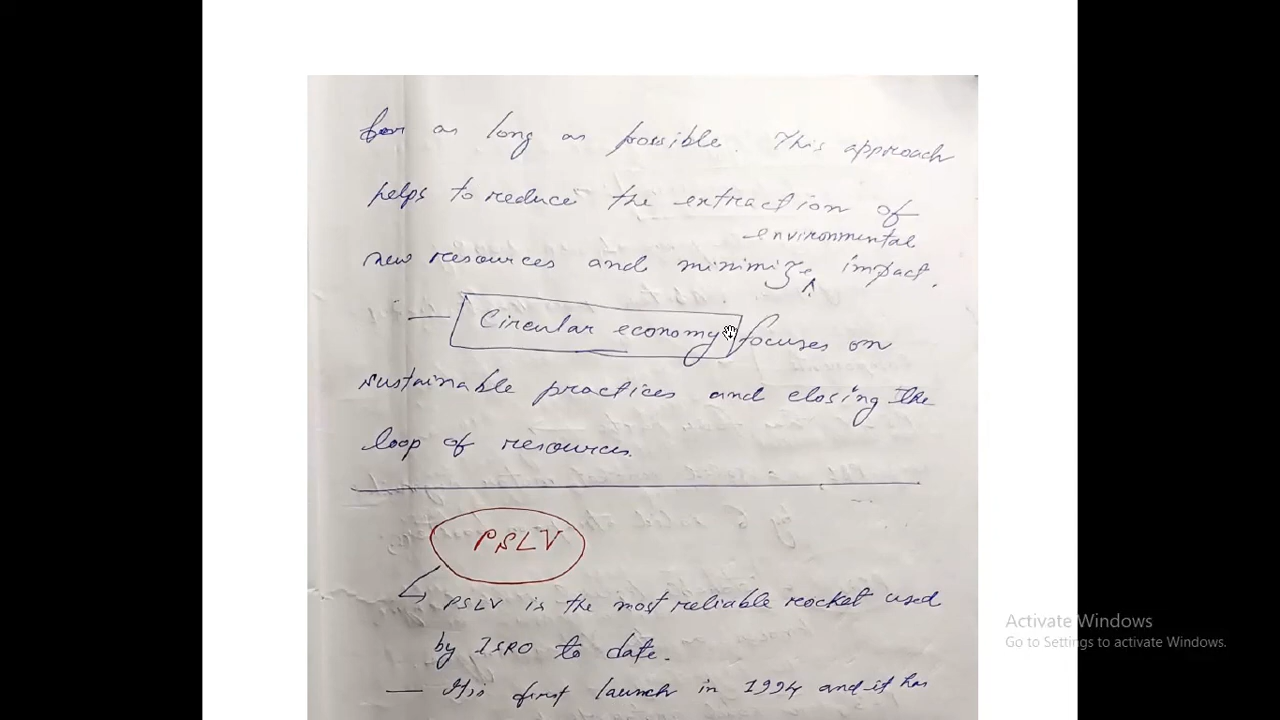 for as long as possible. This approach
helps to reduce the extraction of
environmental
new resources and minimize impact.
— Circular economy focuses on
sustainable practices and closing the
loop of resources.
PSLV
PSLV is the most reliable rocket used
by ISRO to date.
— first launch in 1994 and it has
Activate Windows
Go to Settings to activate Windows.